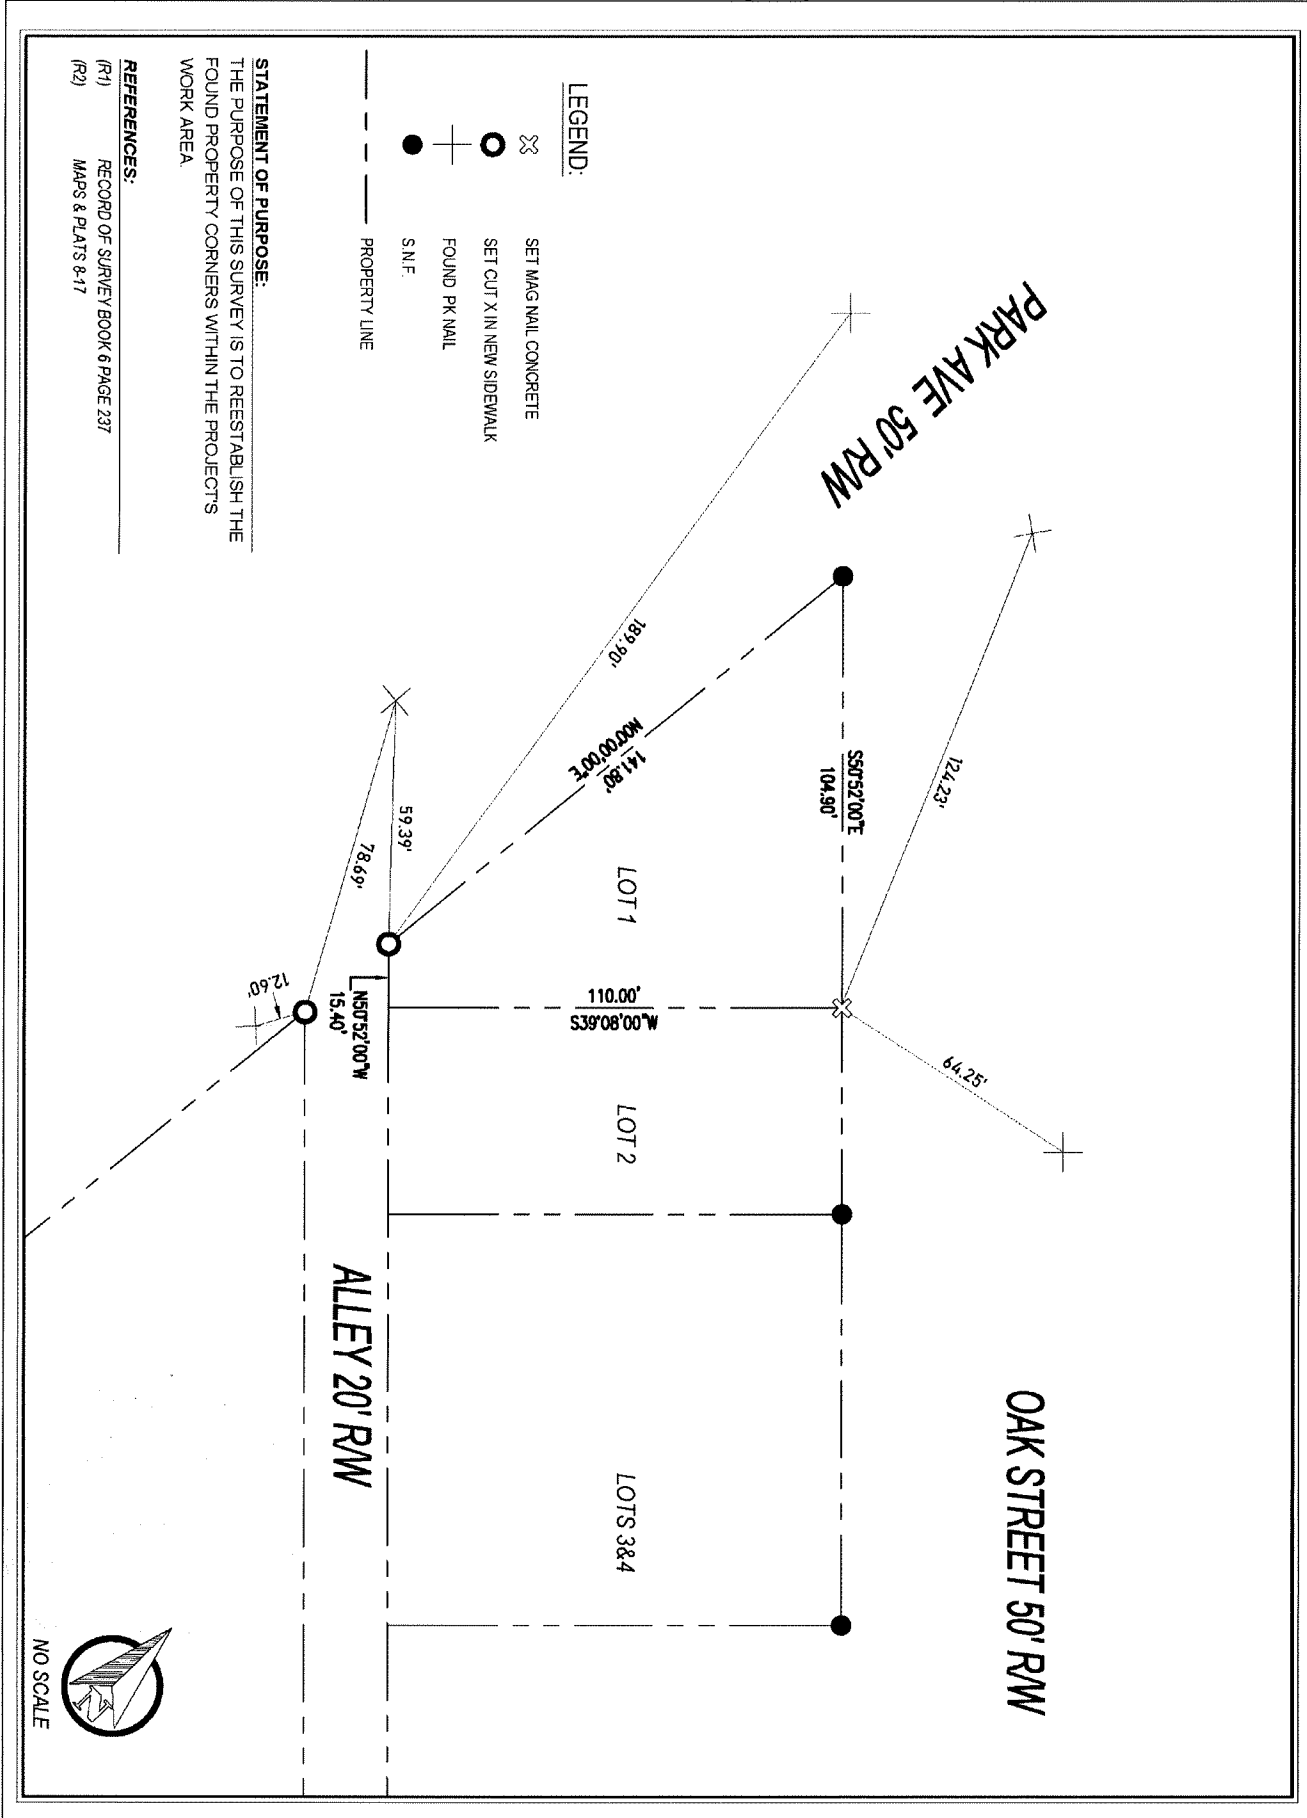 LEGEND:
SET MAG NAIL CONCRETE
SET CUT X IN NEW SIDEWALK
FOUND PK NAIL
S.N.F.
PROPERTY LINE
STATEMENT OF PURPOSE:
THE PURPOSE OF THIS SURVEY IS TO REESTABLISH THE
FOUND PROPERTY CORNERS WITHIN THE PROJECT'S
WORK AREA.
REFERENCES:
(R1) RECORD OF SURVEY BOOK 6 PAGE 237
(R2) MAPS & PLATS 8-17
PARK AVE 50' R/W
OAK STREET 50' R/W
124.23'
64.25'
S50°52'00"E
104.90'
189.90'
N00°00'00"E
141.80'
LOT 1
110.00'
S39°08'00"W
LOT 2
LOTS 3&4
59.39'
78.69'
12.60'
N50°52'00"W
15.40'
ALLEY 20' R/W
N
NO SCALE